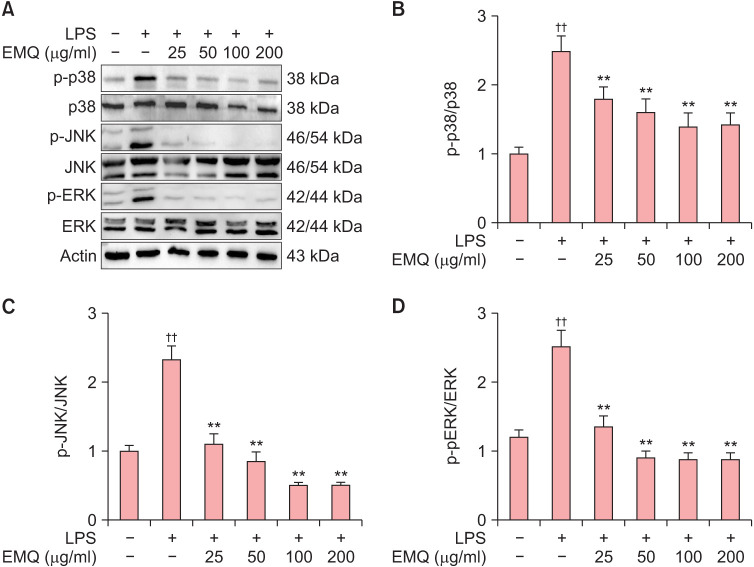 A
LPS – + + + + +
EMQ (μg/ml) – – 25 50 100 200
p-p38 38 kDa
p38 38 kDa
p-JNK 46/54 kDa
JNK 46/54 kDa
p-ERK 42/44 kDa
ERK 42/44 kDa
Actin 43 kDa
B
p-p38/p38
3
2
1
0
††
** ** ** **
LPS – + + + + +
EMQ (μg/ml) – – 25 50 100 200
C
p-JNK/JNK
3
2
1
0
††
** ** ** **
LPS – + + + + +
EMQ (μg/ml) – – 25 50 100 200
D
p-pERK/ERK
3
2
1
0
††
** ** ** **
LPS – + + + + +
EMQ (μg/ml) – – 25 50 100 200